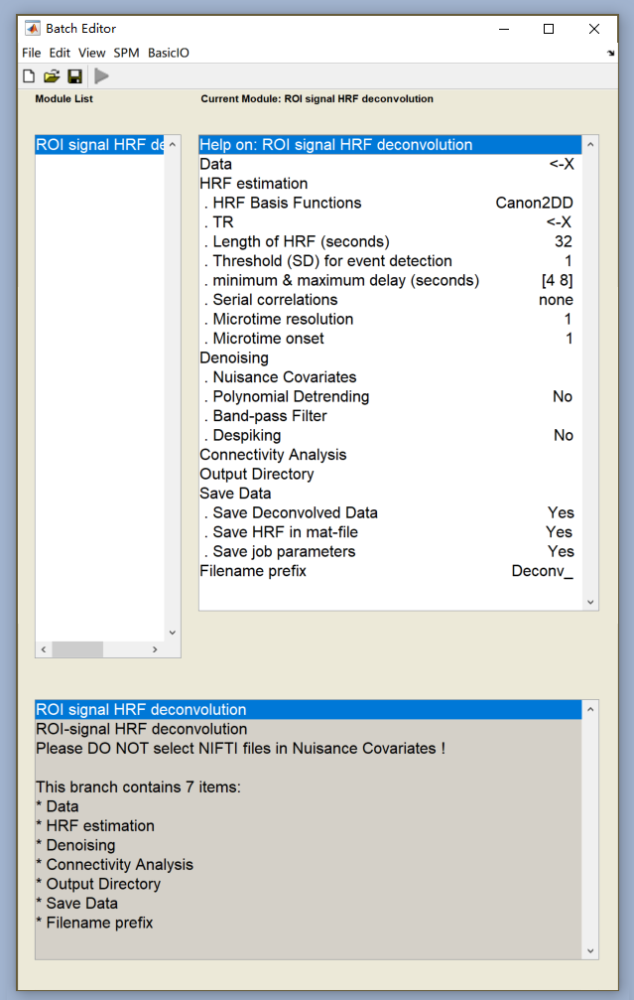 Batch Editor
File Edit View SPM BasicIO
Module List
Current Module: ROI signal HRF deconvolution
ROI signal HRF de
Help on: ROI signal HRF deconvolution
Data <-X
HRF estimation
. HRF Basis Functions Canon2DD
. TR <-X
. Length of HRF (seconds) 32
. Threshold (SD) for event detection 1
. minimum & maximum delay (seconds) [4 8]
. Serial correlations none
. Microtime resolution 1
. Microtime onset 1
Denoising
. Nuisance Covariates
. Polynomial Detrending No
. Band-pass Filter
. Despiking No
Connectivity Analysis
Output Directory
Save Data
. Save Deconvolved Data Yes
. Save HRF in mat-file Yes
. Save job parameters Yes
Filename prefix Deconv_
ROI signal HRF deconvolution
ROI-signal HRF deconvolution
Please DO NOT select NIFTI files in Nuisance Covariates !
This branch contains 7 items:
* Data
* HRF estimation
* Denoising
* Connectivity Analysis
* Output Directory
* Save Data
* Filename prefix